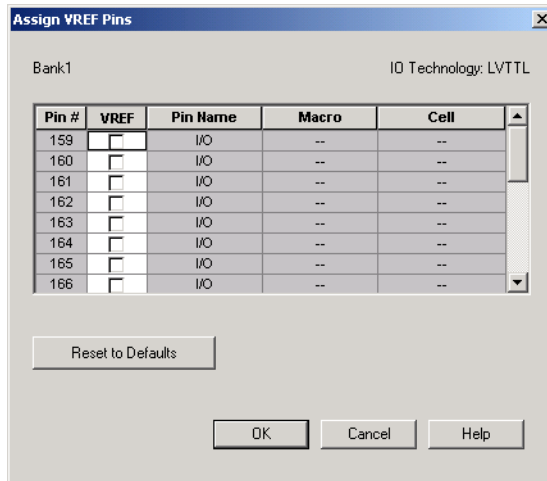 Assign VREF Pins
Bank1 IO Technology: LVTTL
Pin # VREF Pin Name Macro Cell
159 I/O -- --
160 I/O -- --
161 I/O -- --
162 I/O -- --
163 I/O -- --
164 I/O -- --
165 I/O -- --
166 I/O -- --
Reset to Defaults
OK Cancel Help